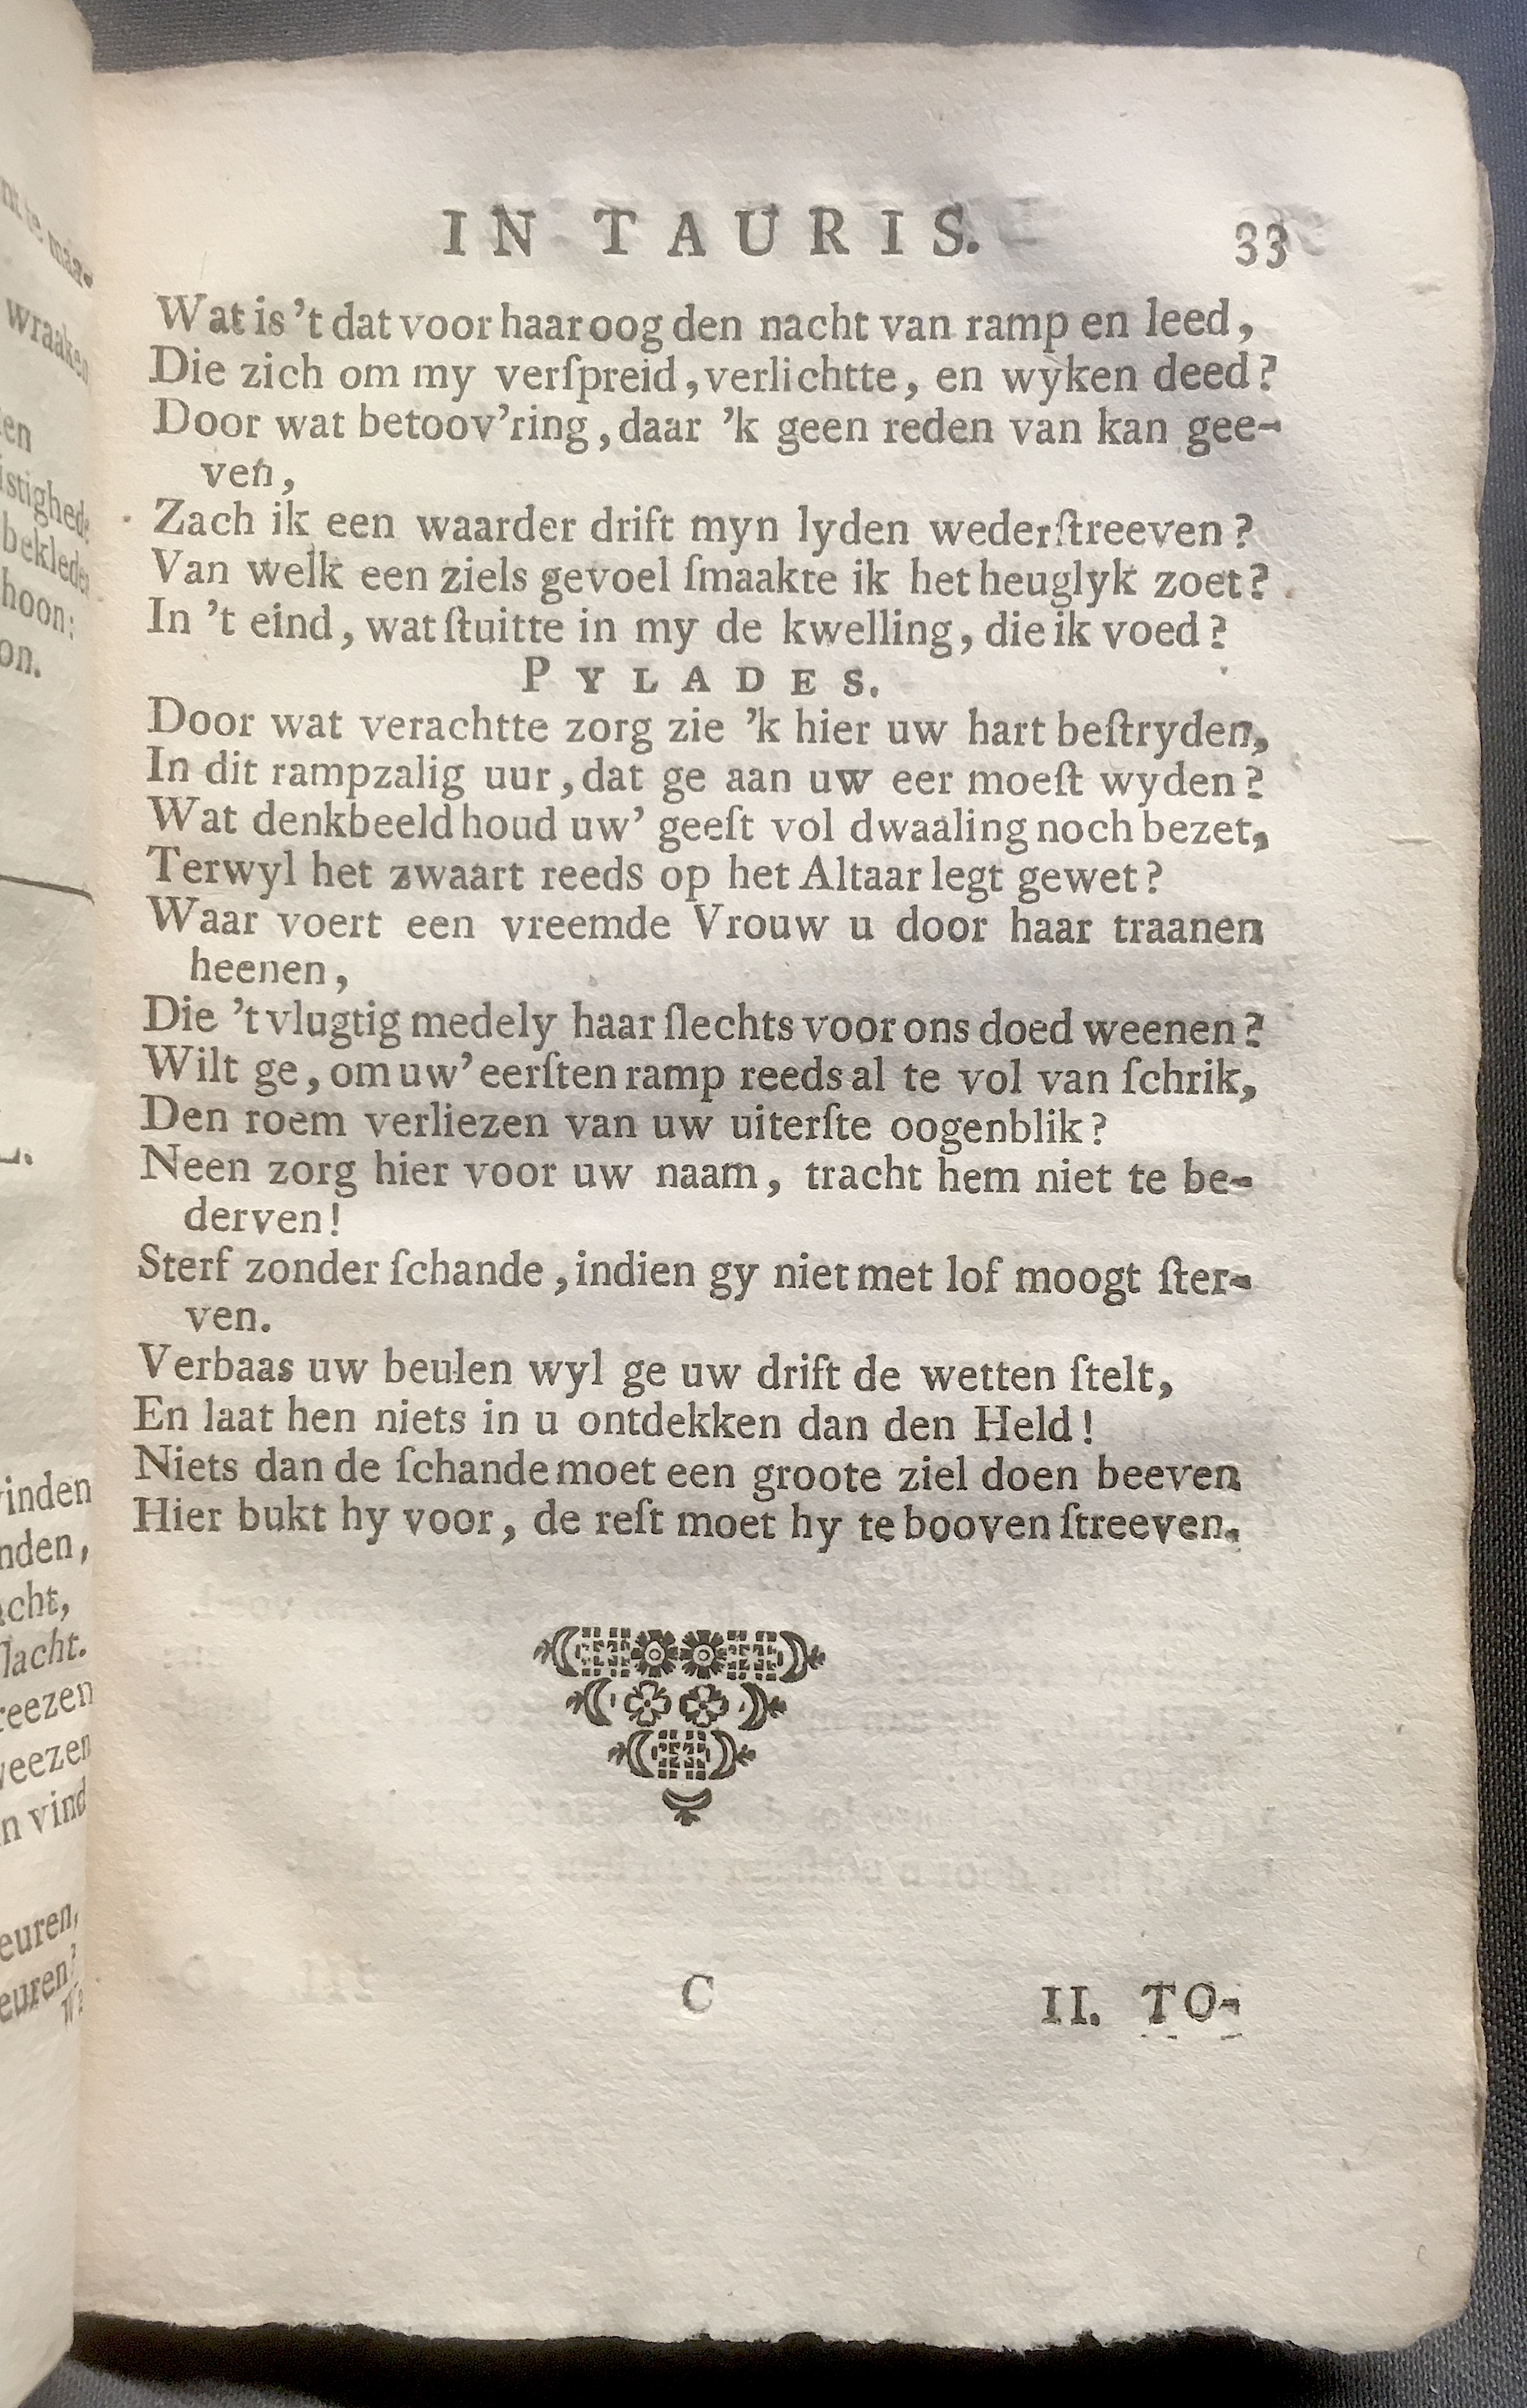 IN TAURIS. 33
Wat is 't dat voor haar oog den nacht van ramp en leed,
Die zich om my verſpreid, verlichtte, en wyken deed?
Door wat betoov'ring, daar 'k geen reden van kan gee-
ven,
Zach ik een waarder drift myn lyden wederſtreeven?
Van welk een ziels gevoel ſmaakte ik het heuglyk zoet?
In 't eind, wat ſtuitte in my de kwelling, die ik voed?
PYLADES.
Door wat verachtte zorg zie 'k hier uw hart beſtryden,
In dit rampzalig uur, dat ge aan uw eer moeſt wyden?
Wat denkbeeld houd uw' geeſt vol dwaaling noch bezet,
Terwyl het zwaart reeds op het Altaar legt gewet?
Waar voert een vreemde Vrouw u door haar traanen
heenen,
Die 't vlugtig medely haar ſlechts voor ons doed weenen?
Wilt ge, om uw' eerſten ramp reeds al te vol van ſchrik,
Den roem verliezen van uw uiterſte oogenblik?
Neen zorg hier voor uw naam, tracht hem niet te be-
derven!
Sterf zonder ſchande, indien gy niet met lof moogt ſter-
ven.
Verbaas uw beulen wyl ge uw drift de wetten ſtelt,
En laat hen niets in u ontdekken dan den Held!
Niets dan de ſchande moet een groote ziel doen beeven
Hier bukt hy voor, de reſt moet hy te booven ſtreeven.
C II. TO-